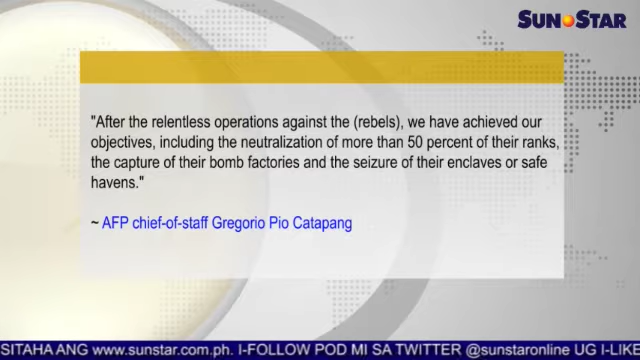 SUN STAR
"After the relentless operations against the (rebels), we have achieved our
objectives, including the neutralization of more than 50 percent of their ranks,
the capture of their bomb factories and the seizure of their enclaves or safe
havens."
~ AFP chief-of-staff Gregorio Pio Catapang
SITAHA ANG www.sunstar.com.ph. I-FOLLOW POD MI SA TWITTER @sunstaronline UG I-LIKE